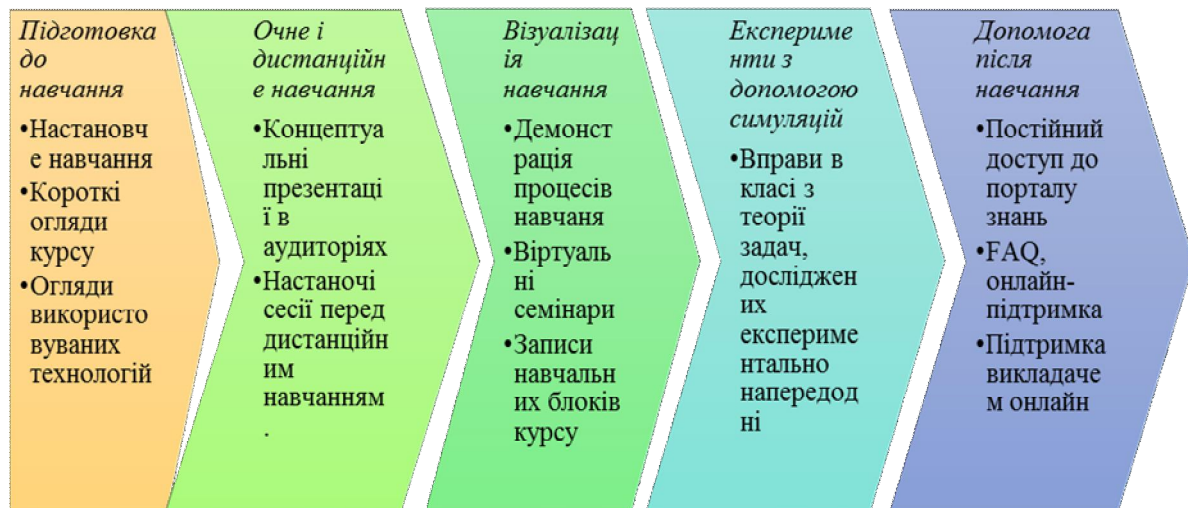 Підготовка
до
навчання
•Настановч
е навчання
•Короткі
огляди
курсу
•Огляди
використо
вуваних
технологій
Очне і
дистанційн
е навчання
•Концептуа
льні
презентаці
ї в
аудиторіях
•Настаночі
сесії перед
дистанційн
им
навчанням
.
Візуалізац
ія
навчання
•Демонст
рація
процесів
навчаня
•Віртуаль
ні
семінари
•Записи
навчальн
их блоків
курсу
Експериме
нти з
допомогою
симуляцій
•Вправи в
класі з
теорії
задач,
досліджен
их
експериме
нтально
напередод
ні
Допомога
після
навчання
•Постійний
доступ до
порталу
знань
•FAQ,
онлайн-
підтримка
•Підтримка
викладаче
м онлайн